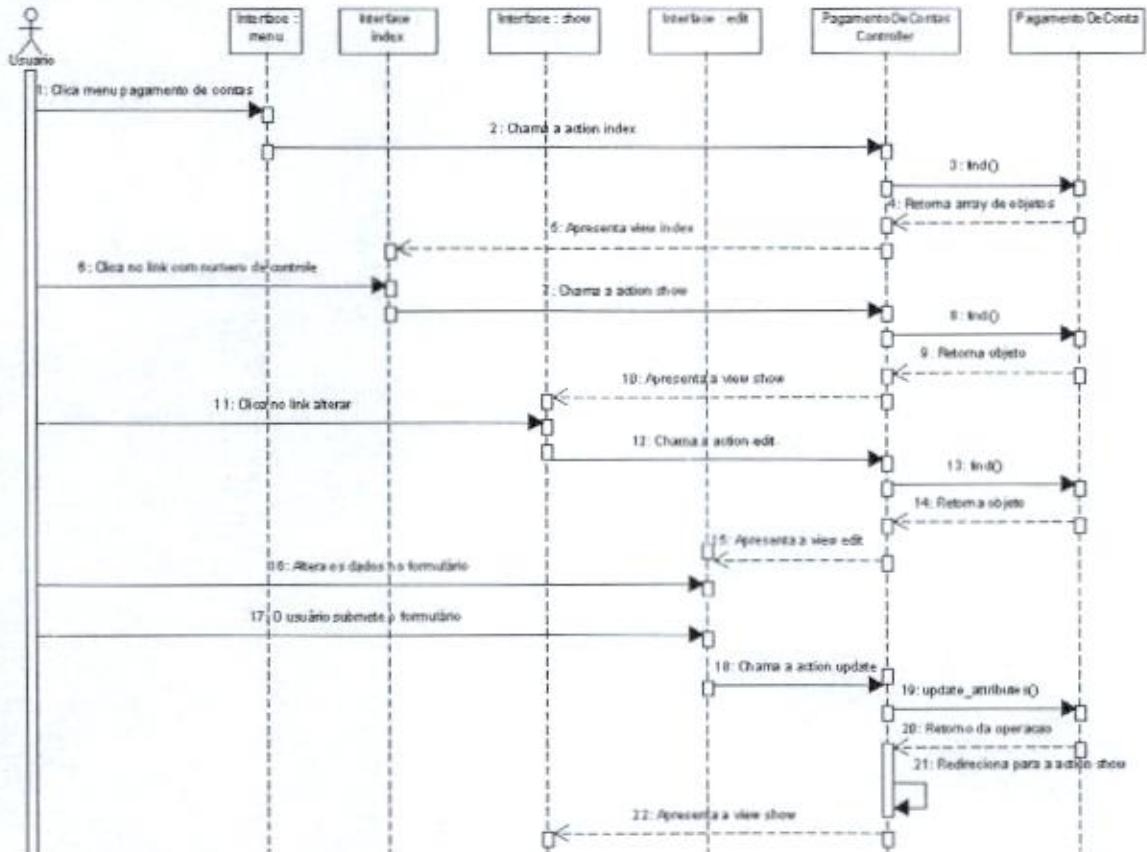 Interface :
menu
Interface :
index
Interface : show
Interface : edit
PagamentoDeContas
Controller
PagamentoDeConta
Usuário
1: Clica menu pagamento de contas
2 : Chama a action index
3 : find()
4: Retorna array de objetos
5: Apresenta view index
6 : Clica no link com numero de controle
7 : Chama a action show
8 : find()
9 : Retorna objeto
10: Apresenta a view show
11: Clica no link alterar
12: Chama a action edit
13: find()
14: Retorna objeto
15: Apresenta a view edit
16: Altera os dados no formulário
17: O usuário submete o formulário
18: Chama a action update
19: update_attributes()
20: Retorno da operacao
21: Redireciona para a action show
22: Apresenta a view show